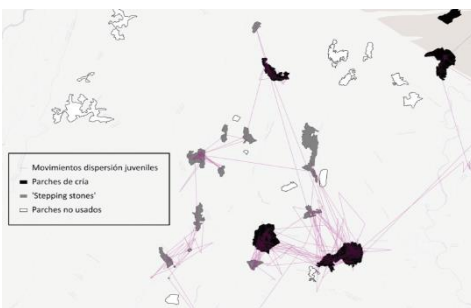 Movimientos dispersión juveniles
Parches de cría
'Stepping stones'
Parches no usados